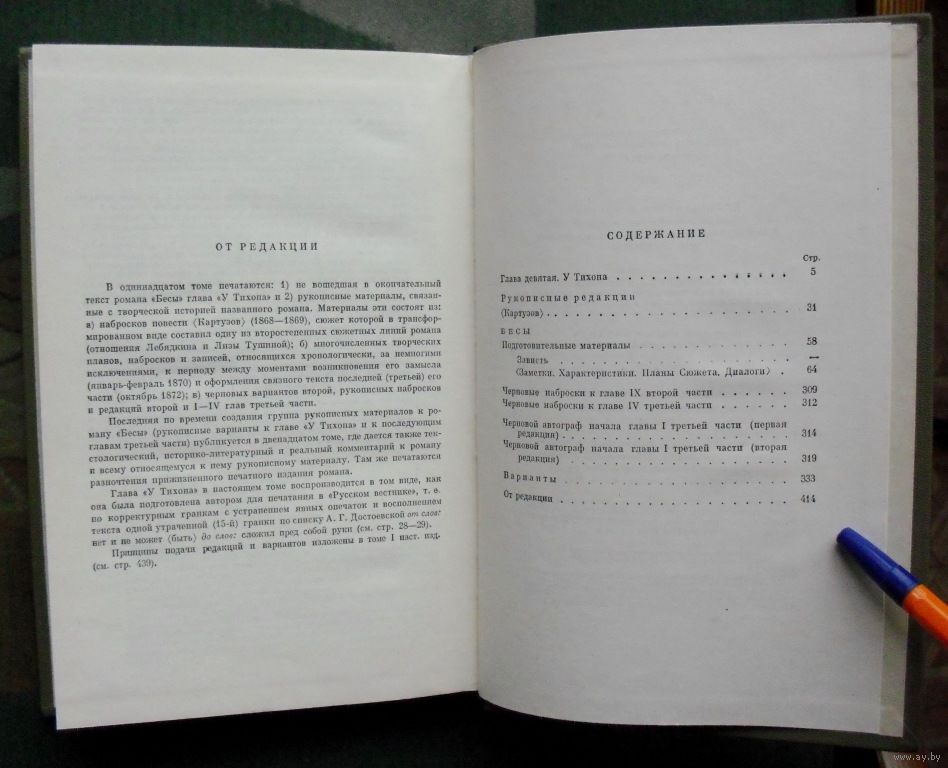 ОТ РЕДАКЦИИ
В одиннадцатом томе печатаются: 1) не вошедшая в окончательный
текст романа «Бесы» глава «У Тихона» и 2) рукописные материалы, связан-
ные с творческой историей названного романа. Материалы эти состоят из:
а) набросков повести ⟨Картузов⟩ (1868—1869), сюжет которой в трансфор-
мированном виде составил одну из второстепенных сюжетных линий романа
(отношения Лебядкина и Лизы Тушиной); б) многочисленных творческих
планов, набросков и записей, относящихся хронологически, за немногими
исключениями, к периоду между моментами возникновения его замысла
(январь-февраль 1870) и оформления связного текста последней (третьей) его
части (октябрь 1872); в) черновых вариантов второй, рукописных набросков
и редакций второй и I—IV глав третьей части.
Последняя по времени создания группа рукописных материалов к ро-
ману «Бесы» (рукописные варианты к главе «У Тихона» и к последующим
главам третьей части) публикуется в двенадцатом томе, где дается также тек-
стологический, историко-литературный и реальный комментарий к роману
и всему относящемуся к нему рукописному материалу. Там же печатаются
разночтения прижизненного печатного издания романа.
Глава «У Тихона» в настоящем томе воспроизводится в том виде, как
она была подготовлена автором для печатания в «Русском вестнике», т. е.
по корректурным гранкам с устранением явных опечаток и восполнением
текста одной утраченной (15-й) гранки по списку А. Г. Достоевской от слов:
нет и не может ⟨быть⟩ до слов: сложил пред собой руки (см. стр. 28—29).
Принципы подачи редакций и вариантов изложены в томе I наст. изд.
(см. стр. 439).
СОДЕРЖАНИЕ
Стр.
Глава девятая. У Тихона . . . . . . . . . . . . 5
Рукописные редакции
⟨Картузов⟩ . . . . . . . . . . . . 31
БЕСЫ
Подготовительные материалы . . . . . . . . . . 58
Зависть . . . . . . . . . . . . —
⟨Заметки. Характеристики. Планы Сюжета. Диалоги⟩ . 64
Черновые наброски к главе IX второй части . . . . . 309
Черновые наброски к главе IV третьей части . . . . . 312
Черновой автограф начала главы I третьей части (первая
редакция) . . . . . . . . . . . . 314
Черновой автограф начала главы I третьей части (вторая
редакция) . . . . . . . . . . . . 319
Варианты . . . . . . . . . . . . 333
От редакции . . . . . . . . . . . . 414
www.ay.by